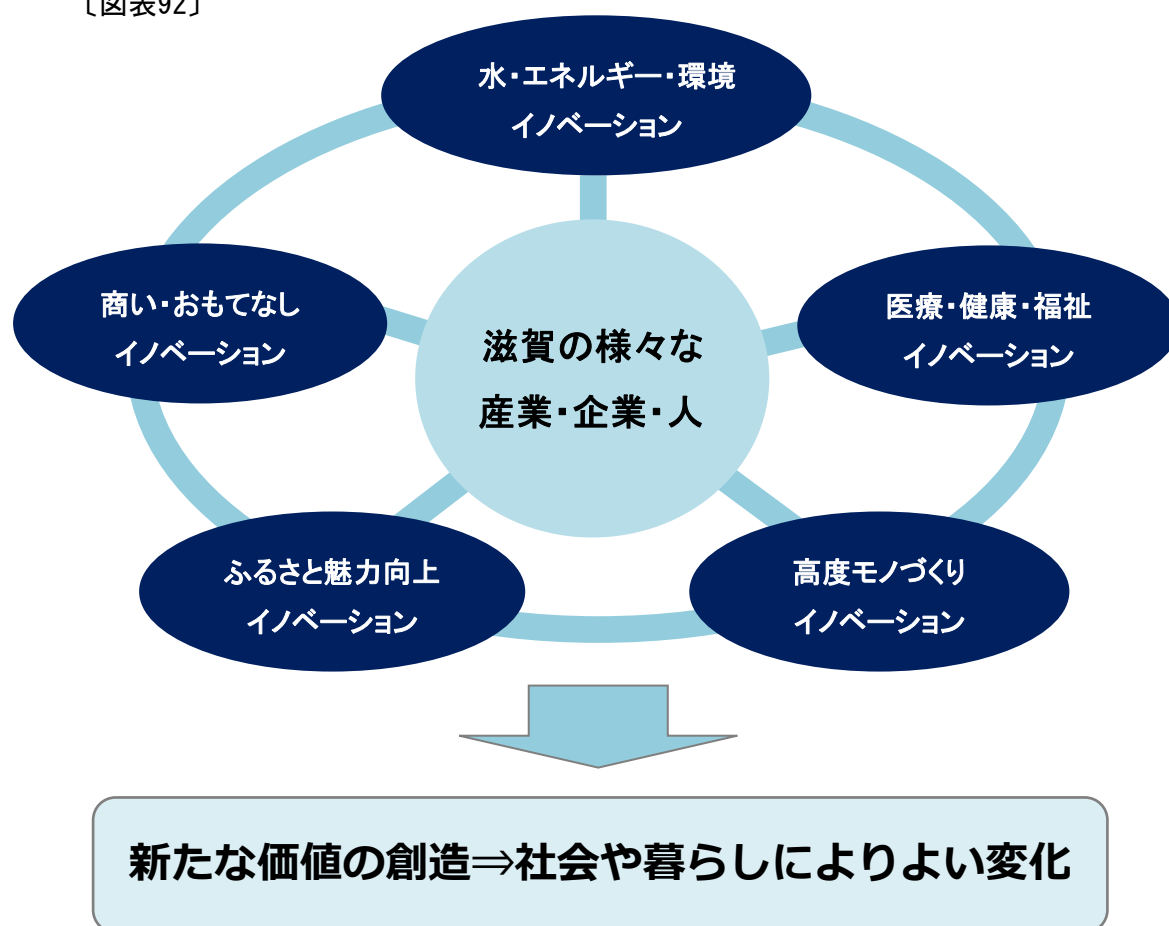 〔図表92〕
水・エネルギー・環境
イノベーション
商い・おもてなし
イノベーション
医療・健康・福祉
イノベーション
滋賀の様々な
産業・企業・人
ふるさと魅力向上
イノベーション
高度モノづくり
イノベーション
新たな価値の創造⇒社会や暮らしによりよい変化